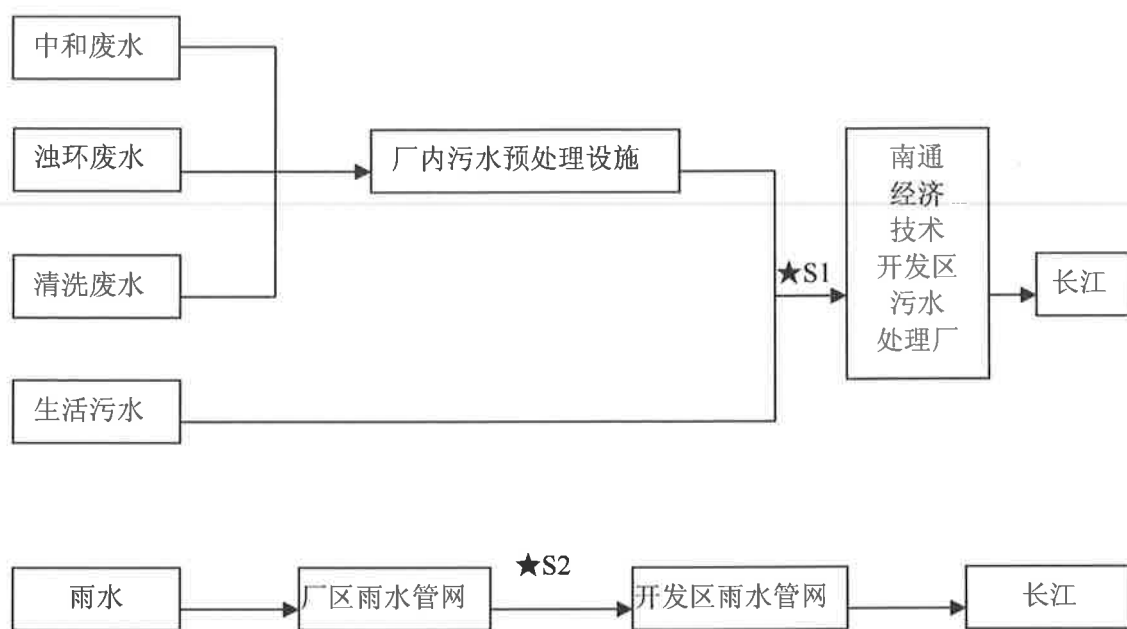 中和废水
浊环废水
厂内污水预处理设施
清洗废水
生活污水
★S1
南通
经济
技术
开发区
污水
处理厂
长江
★S2
雨水
厂区雨水管网
开发区雨水管网
长江